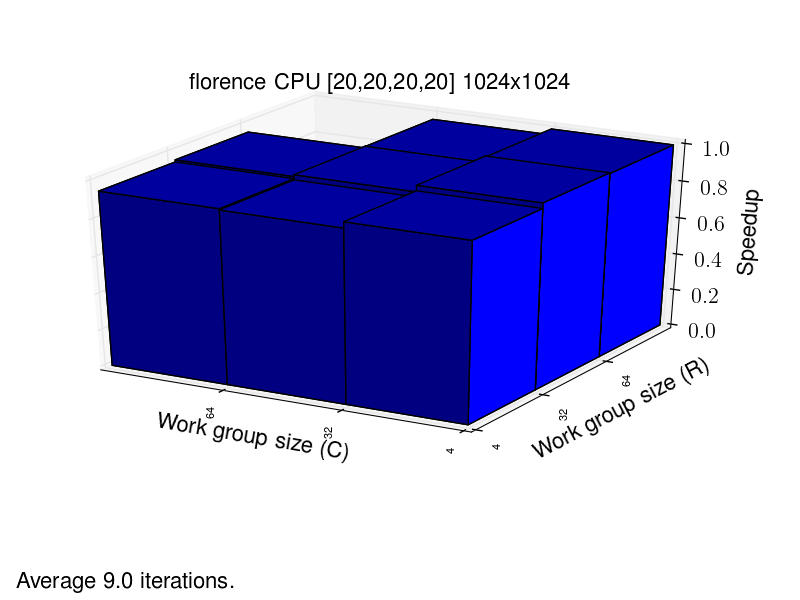 florence CPU [20,20,20,20] 1024x1024
1.0
0.8
0.6
0.4
0.2
0.0
Speedup
64
32
4
Work group size (C)
4
32
64
Work group size (R)
Average 9.0 iterations.